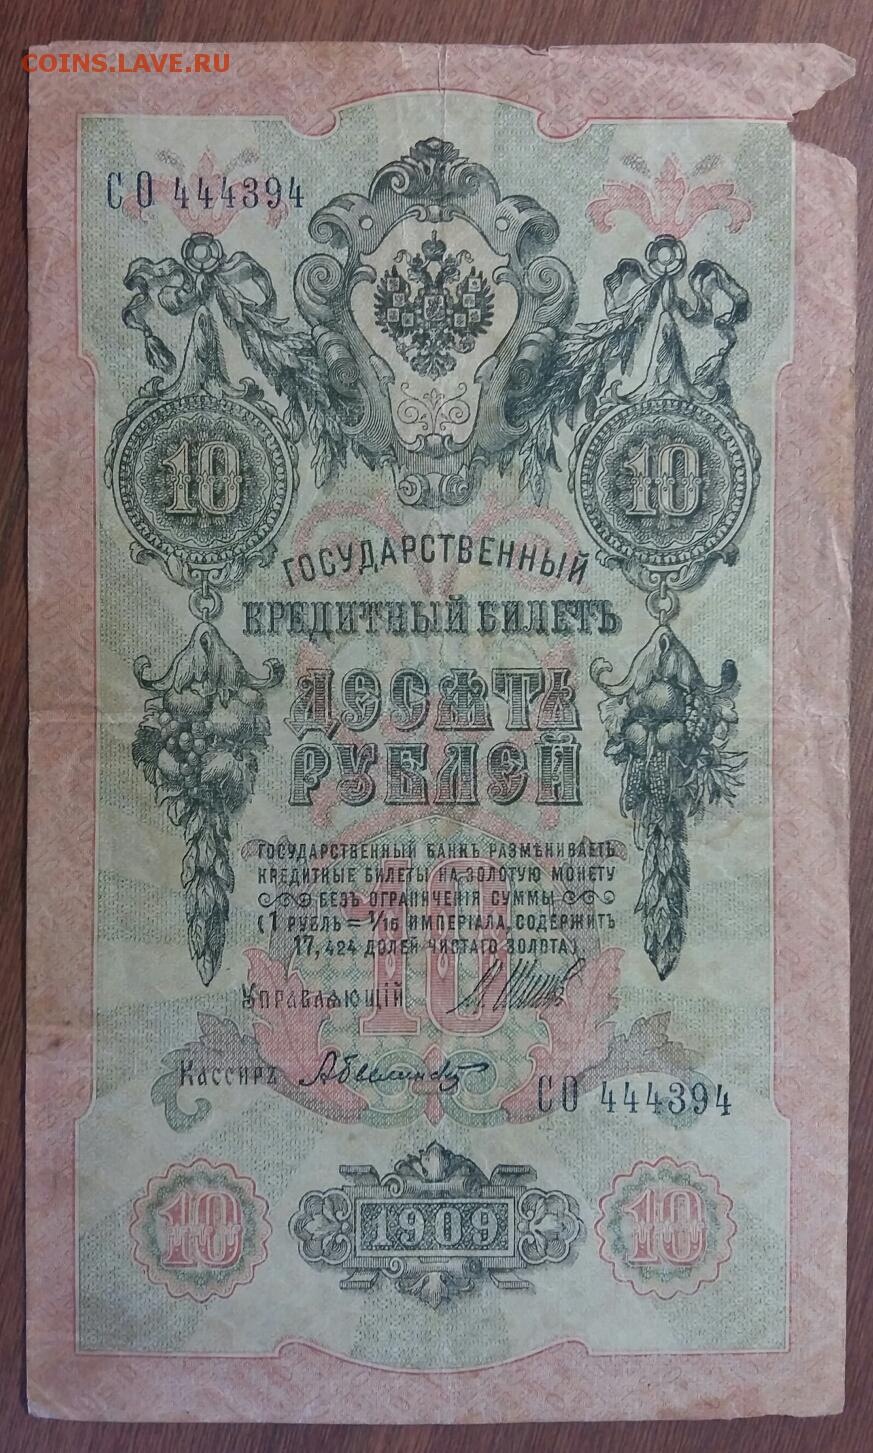 COINS.LAVE.RU
СО 444394
10 10
ГОСУДАРСТВЕННЫЙ
КРЕДИТНЫЙ БИЛЕТЪ
ДЕСЯТЬ
РУБЛЕЙ
ГОСУДАРСТВЕННЫЙ БАНКЪ РАЗМѢНИВАЕТЪ
КРЕДИТНЫЕ БИЛЕТЫ НА ЗОЛОТУЮ МОНЕТУ
БЕЗЪ ОГРАНИЧЕНІЯ СУММЫ
(1 РУБЛЬ = 1/15 ИМПЕРІАЛА, СОДЕРЖИТЪ
17,424 ДОЛЕЙ ЧИСТАГО ЗОЛОТА)
10
УПРАВЛЯЮЩІЙ
КАССИРЪ
СО 444394
10 1909 10